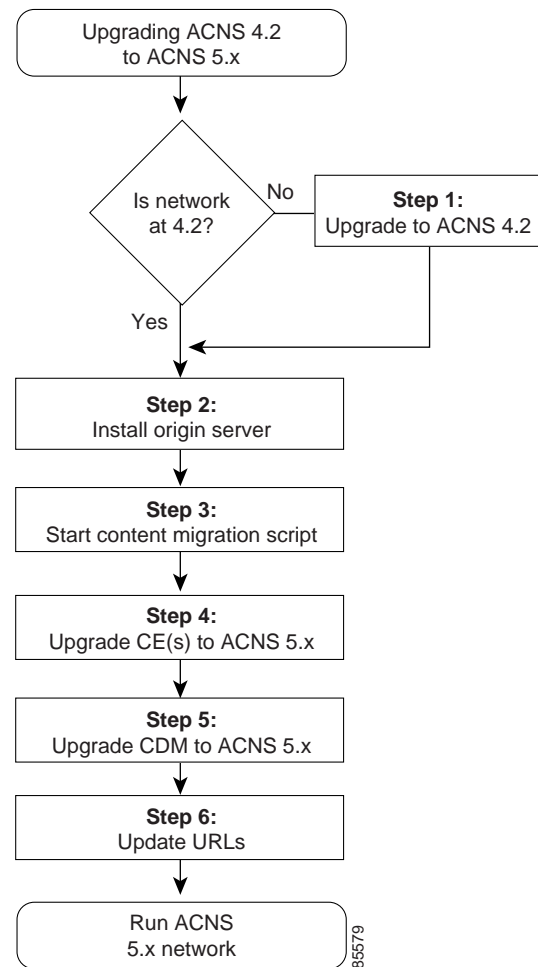 Upgrading ACNS 4.2
to ACNS 5.x
Is network
at 4.2?
No
Step 1:
Upgrade to ACNS 4.2
Yes
Step 2:
Install origin server
Step 3:
Start content migration script
Step 4:
Upgrade CE(s) to ACNS 5.x
Step 5:
Upgrade CDM to ACNS 5.x
Step 6:
Update URLs
Run ACNS
5.x network
85579